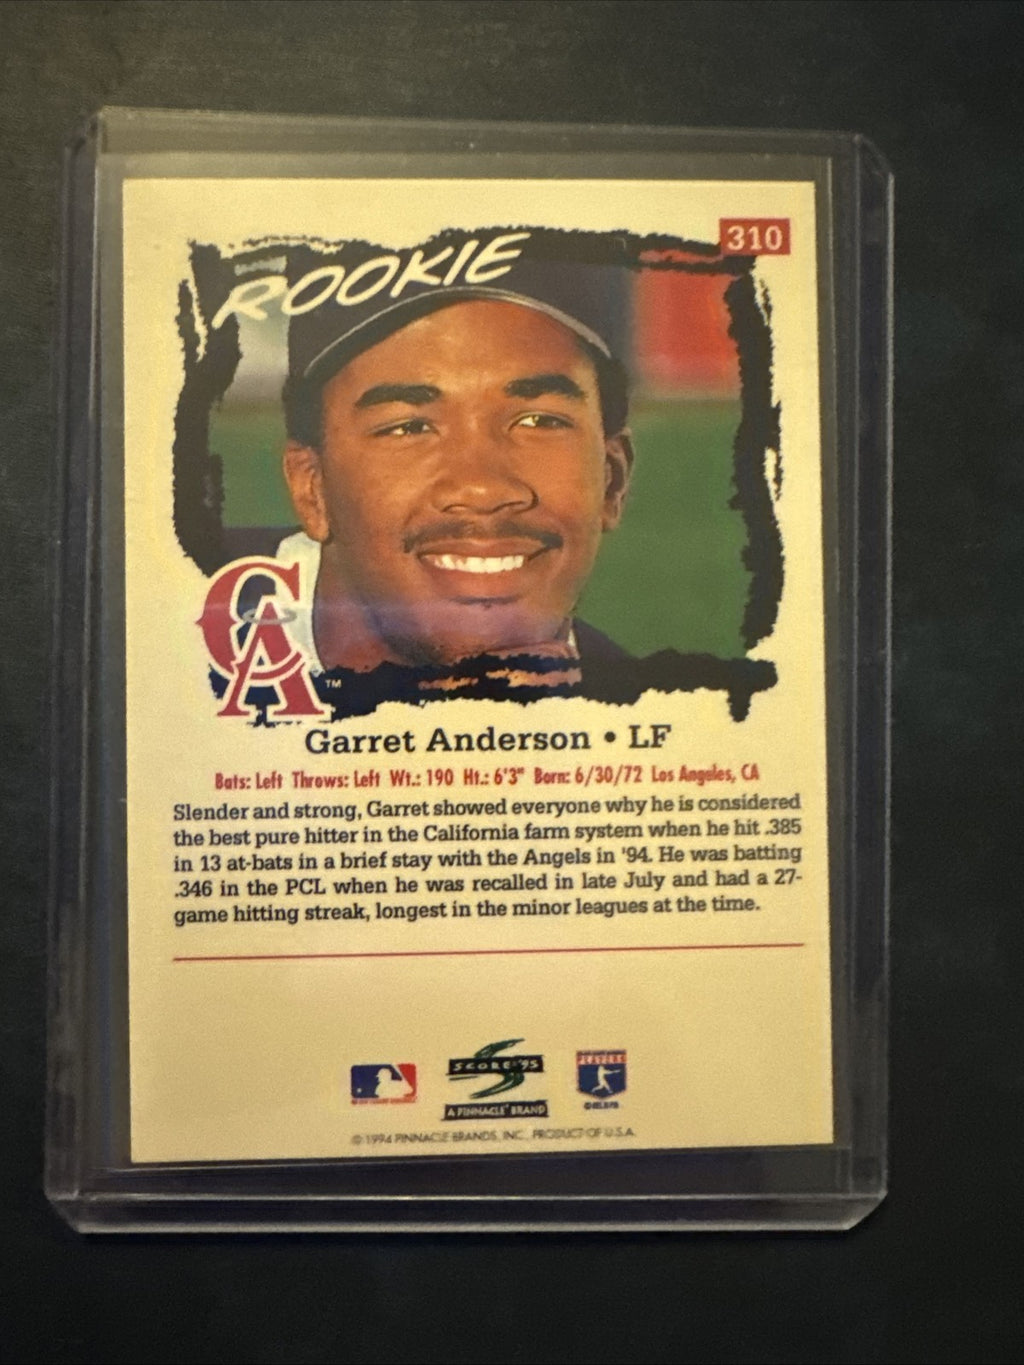 310
ROOKIE
CA
™
Garret Anderson • LF
Bats: Left Throws: Left Wt.: 190 Ht.: 6'3" Born: 6/30/72 Los Angeles, CA
Slender and strong, Garret showed everyone why he is considered
the best pure hitter in the California farm system when he hit .385
in 13 at-bats in a brief stay with the Angels in '94. He was batting
.346 in the PCL when he was recalled in late July and had a 27-
game hitting streak, longest in the minor leagues at the time.
SCORE '95
A PINNACLE BRAND
PLAYERS
© 1994 PINNACLE BRANDS, INC. PRODUCT OF U.S.A.